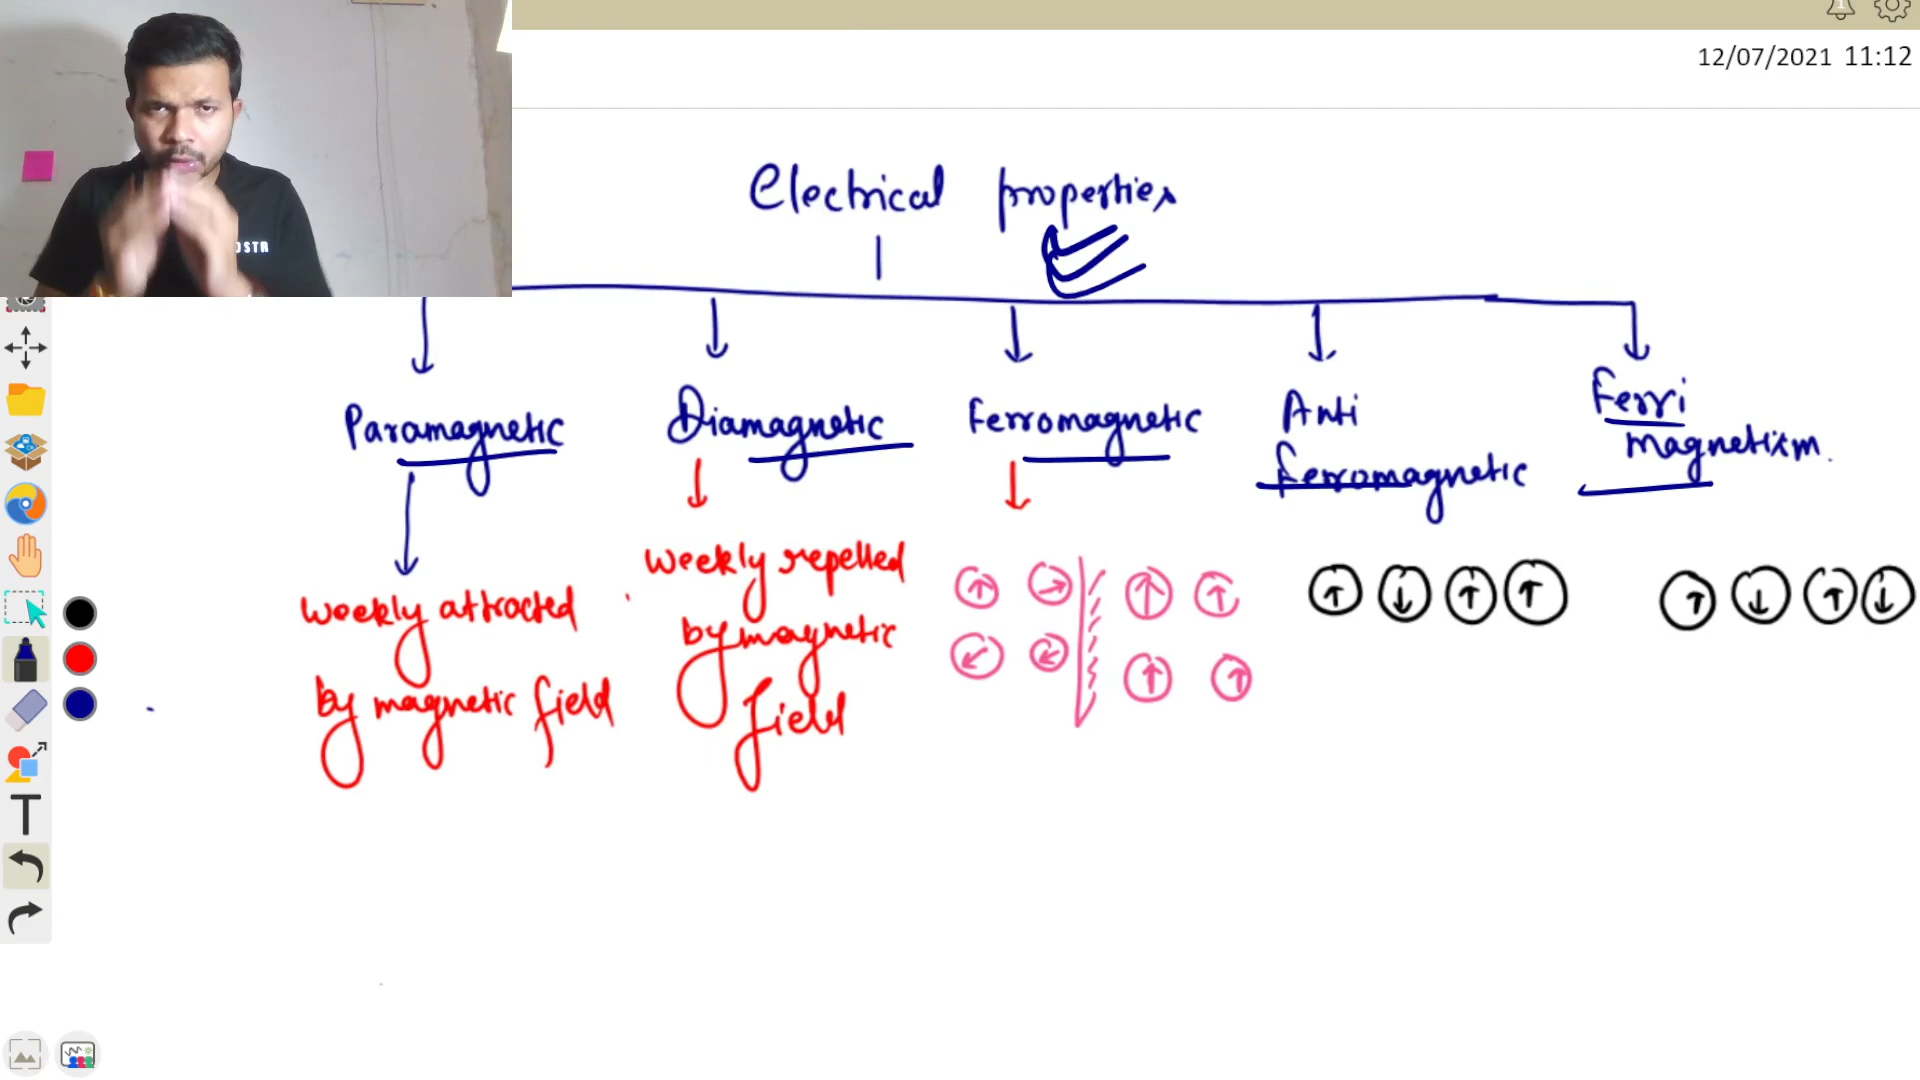 12/07/2021 11:12
Electrical properties
Paramagnetic
Diamagnetic
Ferromagnetic
Anti
ferromagnetic
Ferri
magnetism.
weekly attracted
by magnetic field
weekly repelled
by magnetic
field